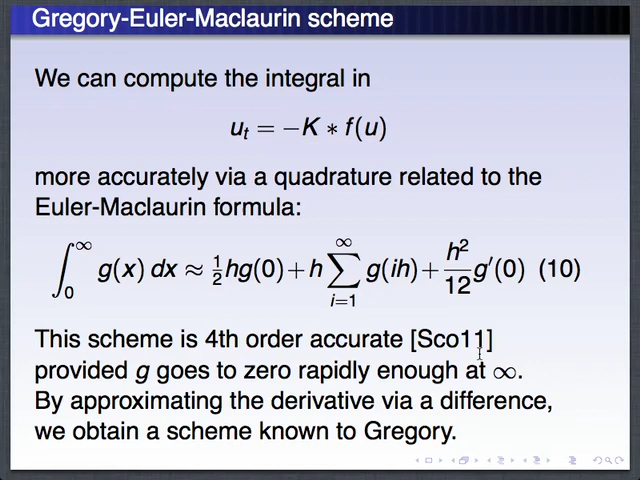 Gregory-Euler-Maclaurin scheme
We can compute the integral in
u_t = −K ∗ f(u)
more accurately via a quadrature related to the
Euler-Maclaurin formula:
∫_0^∞ g(x) dx ≈ ½hg(0) + h ∑_{i=1}^∞ g(ih) + h²/12 g′(0) (10)
This scheme is 4th order accurate [Sco11]
provided g goes to zero rapidly enough at ∞.
By approximating the derivative via a difference,
we obtain a scheme known to Gregory.